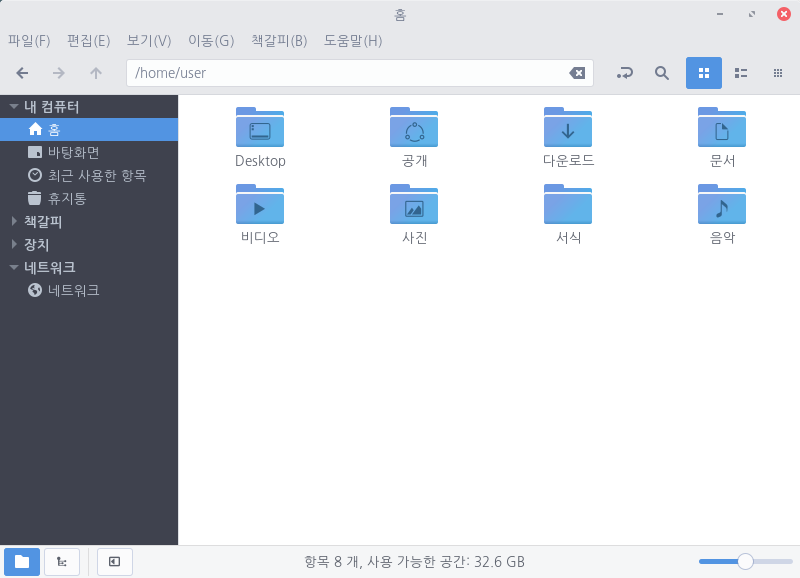 홈
파일(F) 편집(E) 보기(V) 이동(G) 책갈피(B) 도움말(H)
/home/user
내 컴퓨터
홈
바탕화면
최근 사용한 항목
휴지통
책갈피
장치
네트워크
네트워크
Desktop 공개 다운로드 문서
비디오 사진 서식 음악
항목 8 개, 사용 가능한 공간: 32.6 GB